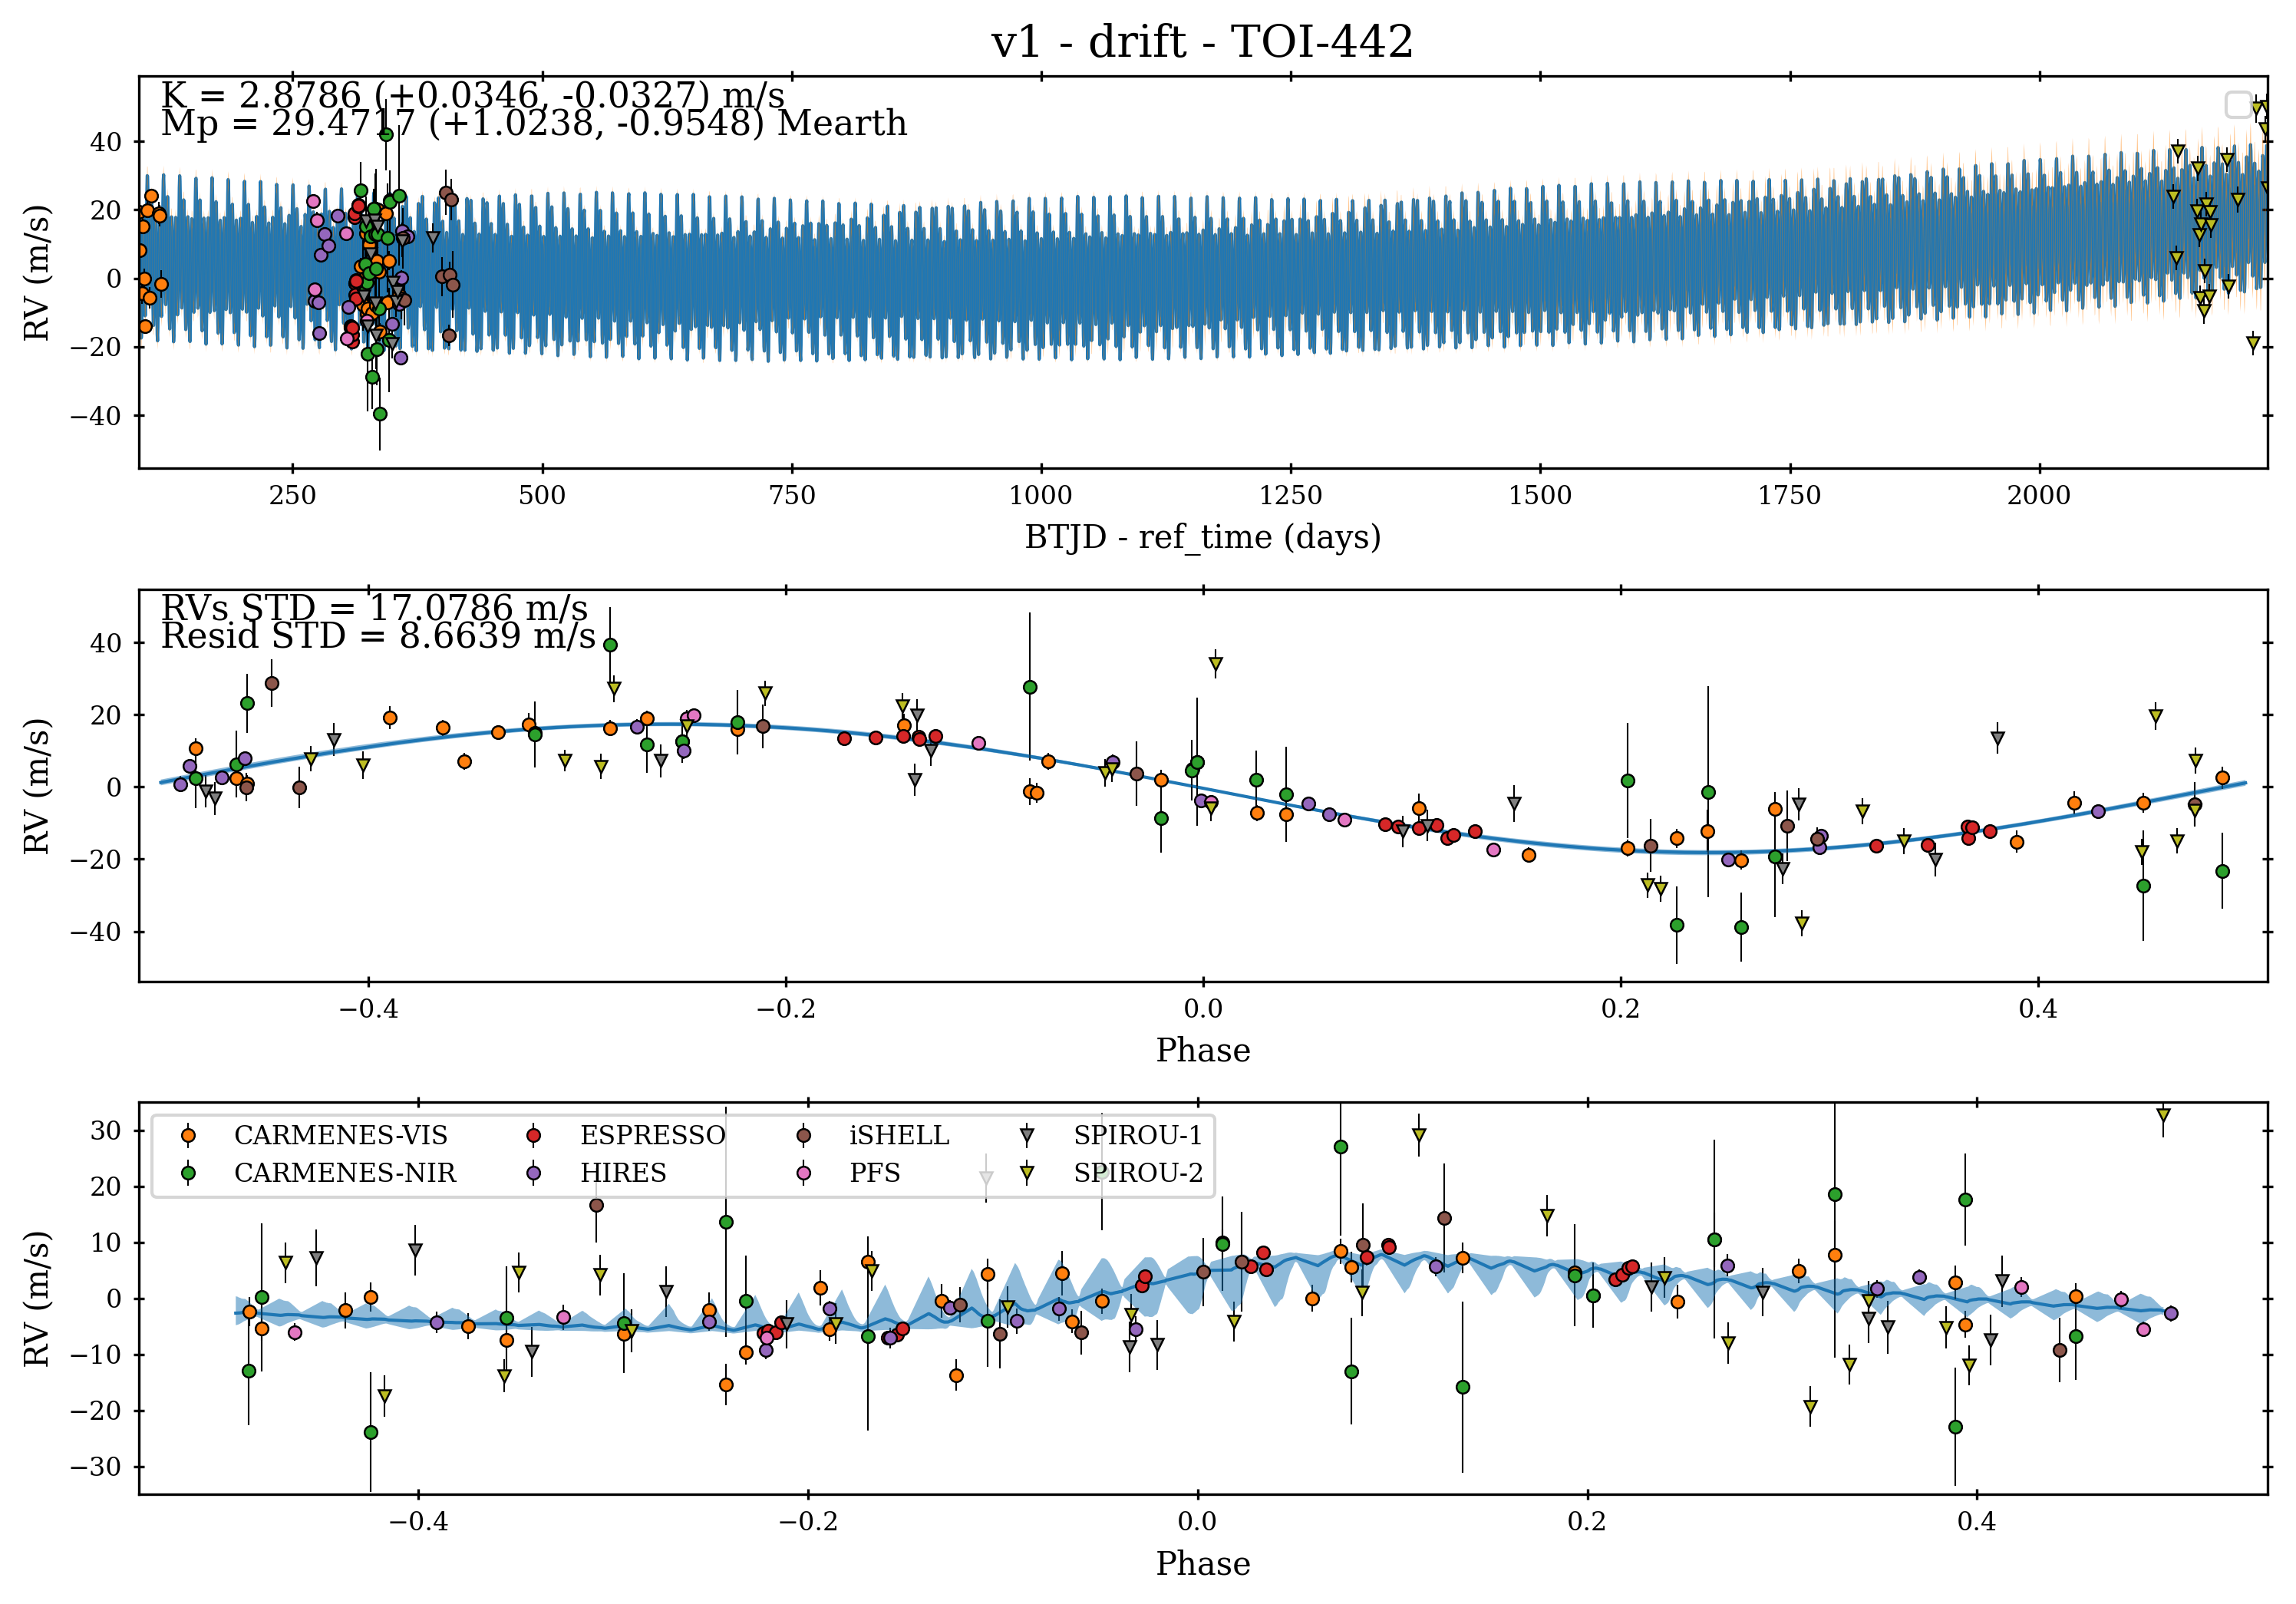 v1 - drift - TOI-442
K = 2.8786 (+0.0346, -0.0327) m/s
Mp = 29.4717 (+1.0238, -0.9548) Mearth
40
20
0
−20
−40
RV (m/s)
250 500 750 1000 1250 1500 1750 2000
BTJD - ref_time (days)
RVs STD = 17.0786 m/s
Resid STD = 8.6639 m/s
40
20
0
−20
−40
RV (m/s)
−0.4 −0.2 0.0 0.2 0.4
Phase
CARMENES-VIS ESPRESSO iSHELL SPIROU-1
CARMENES-NIR HIRES PFS SPIROU-2
30
20
10
0
−10
−20
−30
RV (m/s)
−0.4 −0.2 0.0 0.2 0.4
Phase